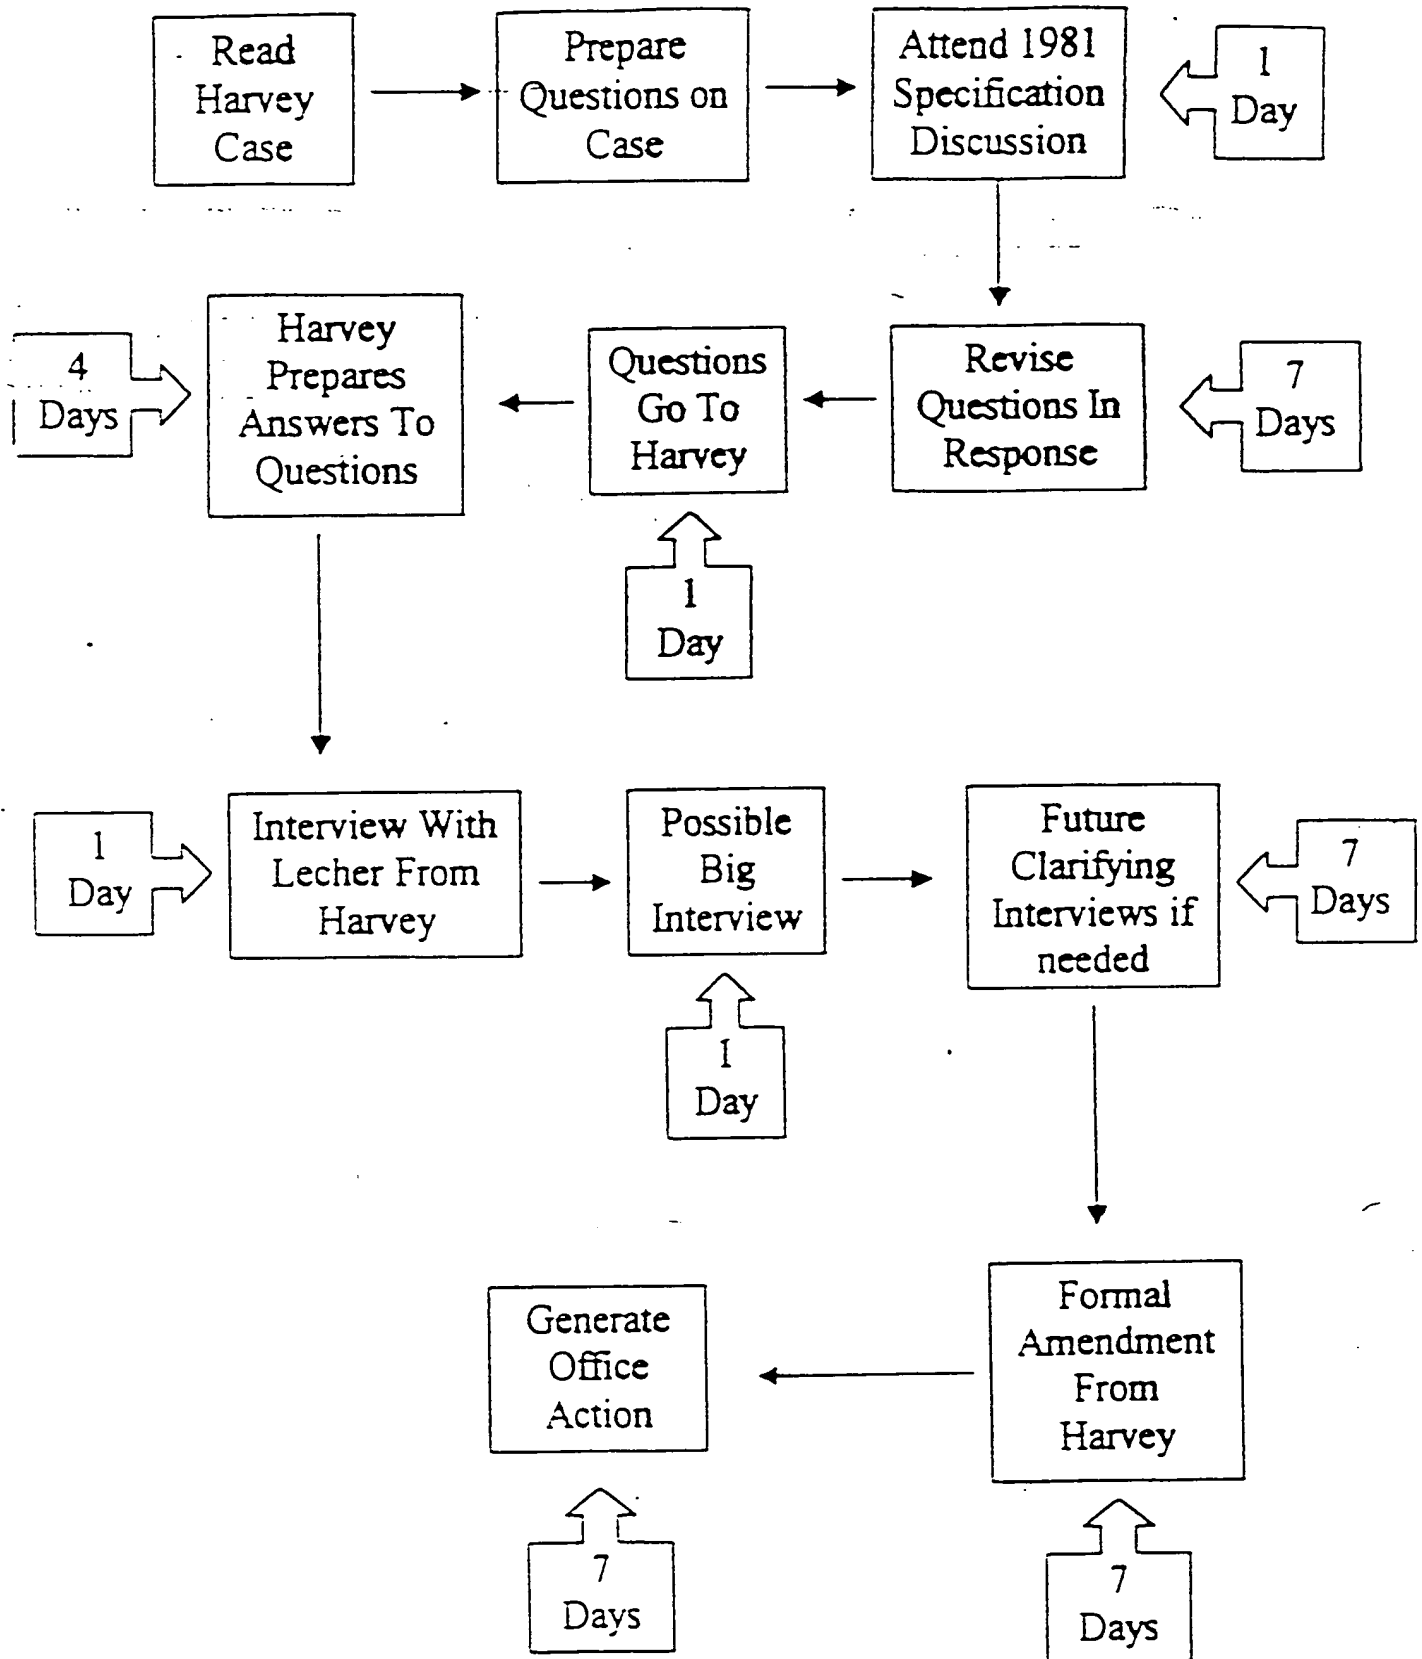 Read
Harvey
Case
Prepare
Questions on
Case
Attend 1981
Specification
Discussion
1
Day
Revise
Questions In
Response
7
Days
Questions
Go To
Harvey
1
Day
Harvey
Prepares
Answers To
Questions
4
Days
Interview With
Lecher From
Harvey
1
Day
Possible
Big
Interview
1
Day
Future
Clarifying
Interviews if
needed
7
Days
Formal
Amendment
From
Harvey
7
Days
Generate
Office
Action
7
Days